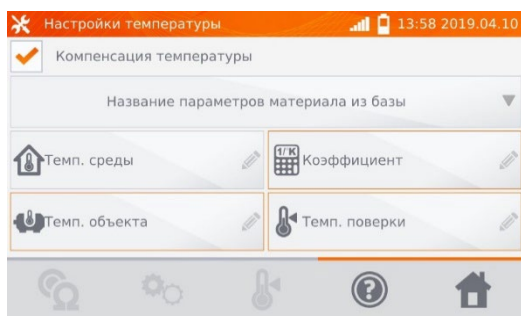 Настройки температуры 13:58 2019.04.10
Компенсация температуры
Название параметров материала из базы
Темп. среды 1/K Коэффициент
Темп. объекта Темп. поверки